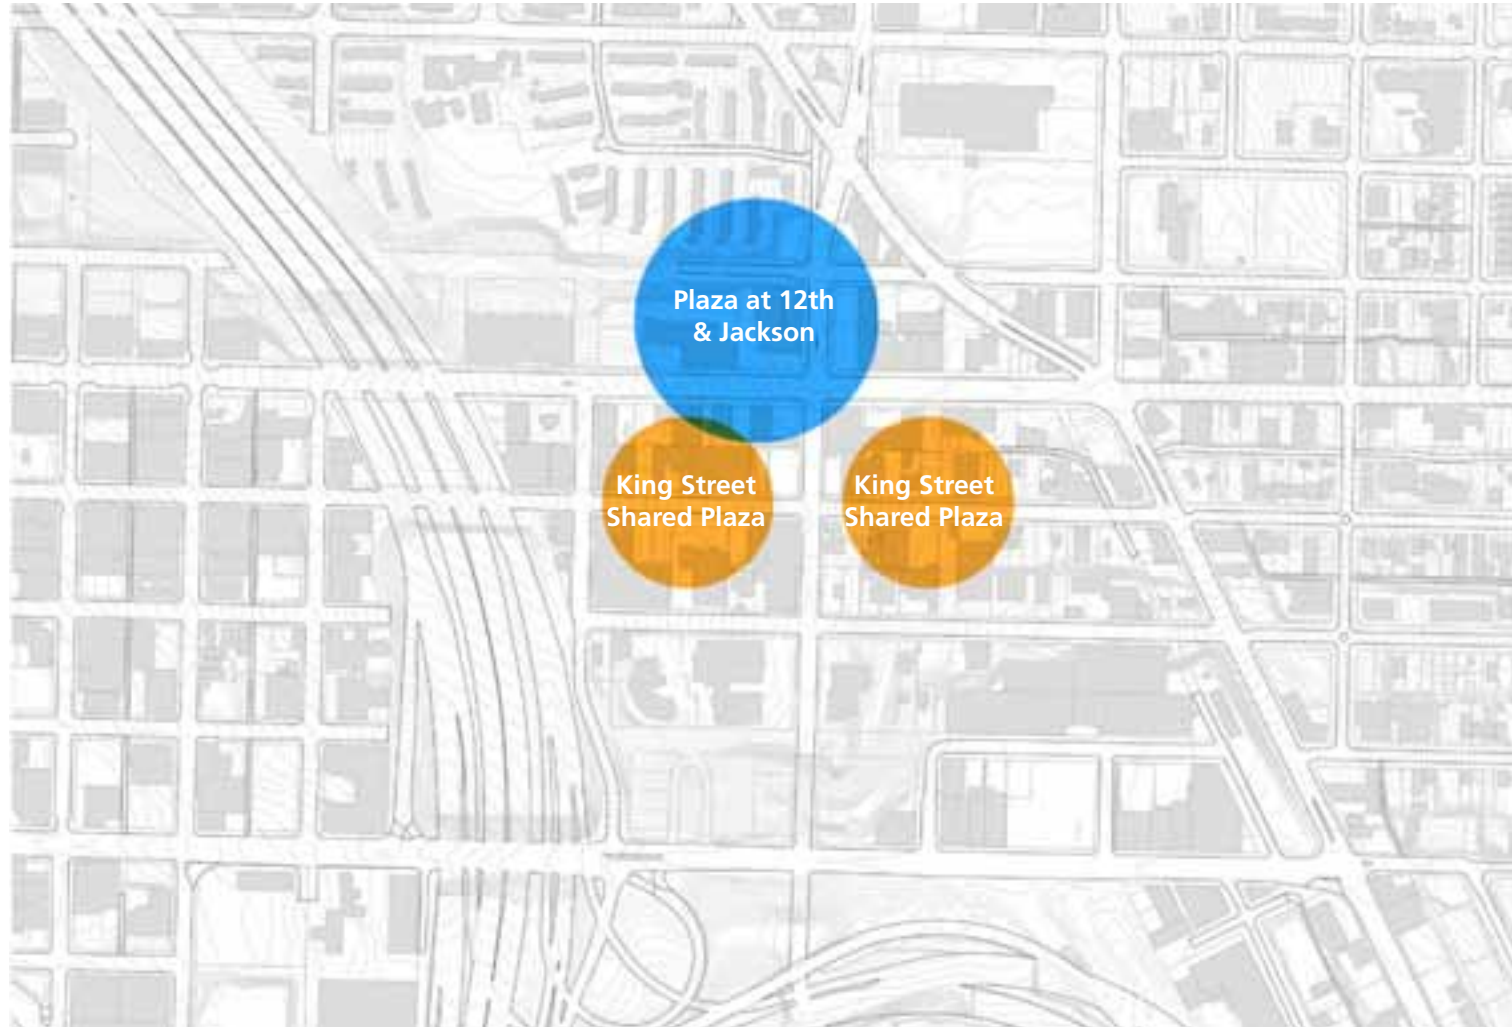 Plaza at 12th
& Jackson
King Street
Shared Plaza
King Street
Shared Plaza